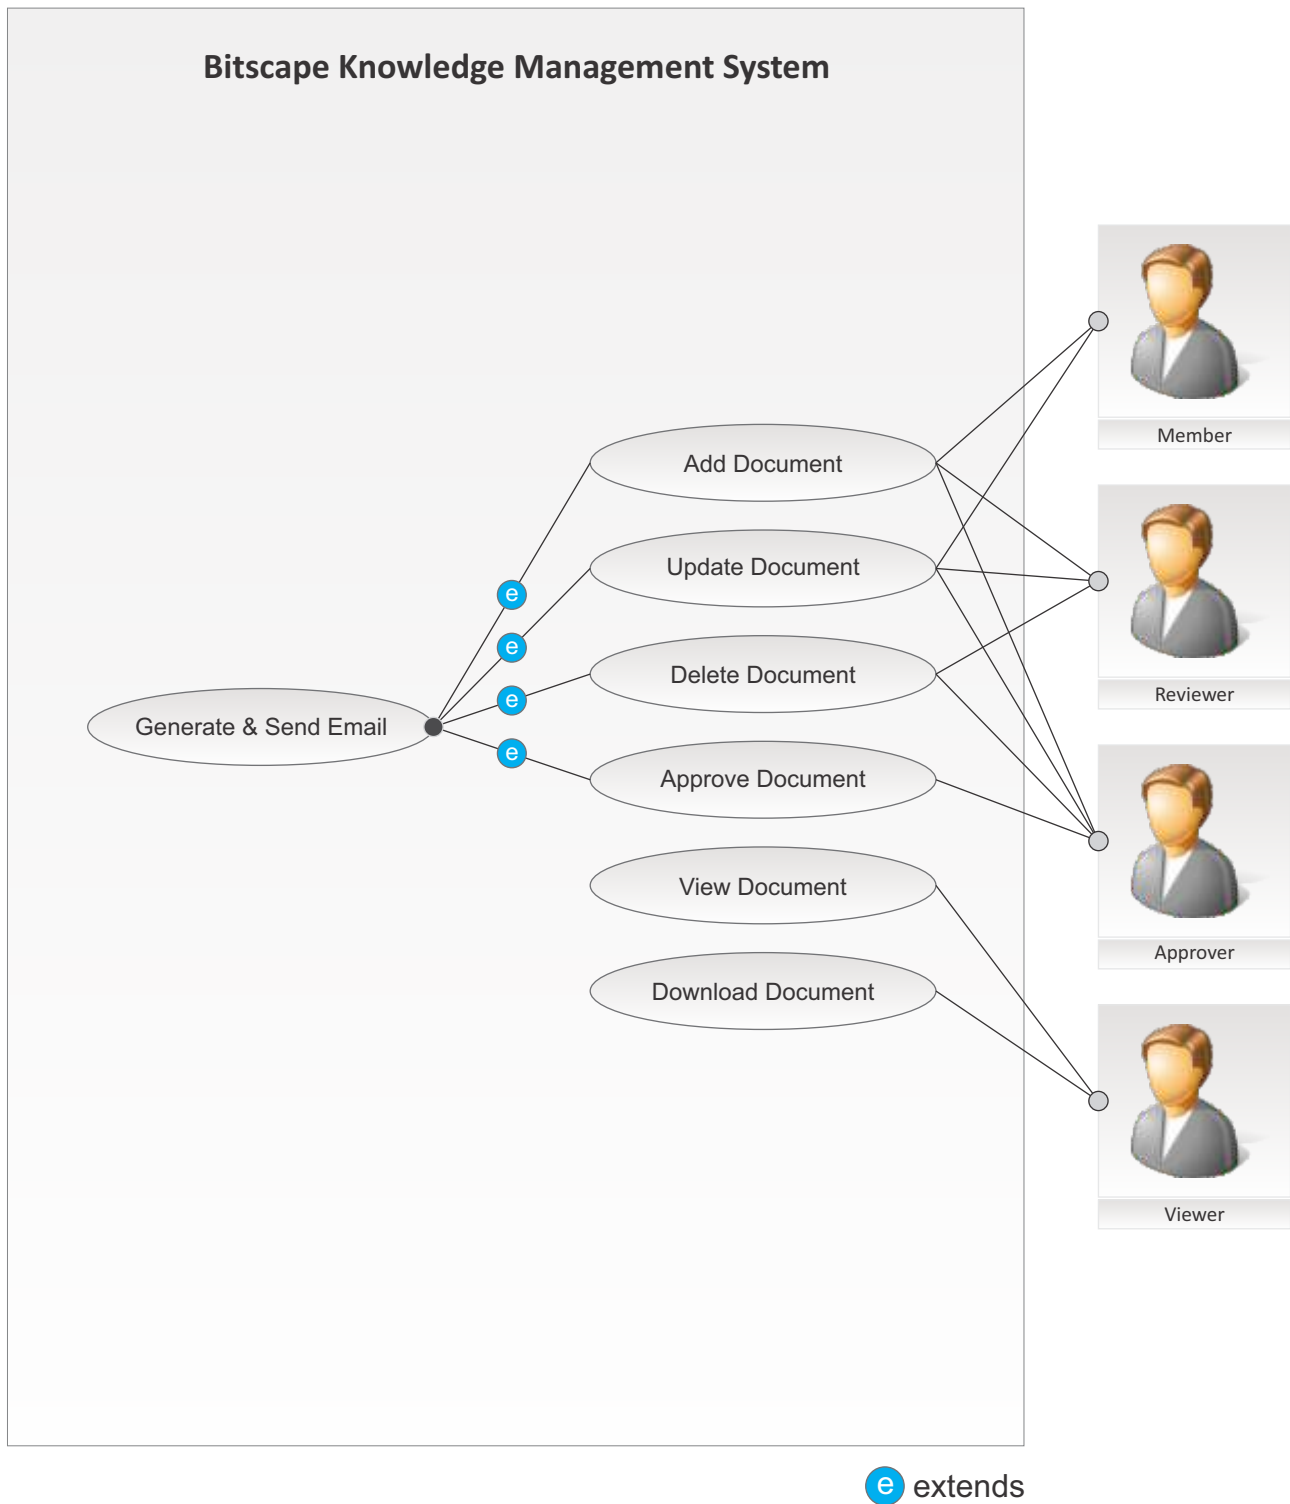 Bitscape Knowledge Management System
Member
Add Document
e
Update Document
e
Reviewer
Delete Document
e
Generate & Send Email
e
Approve Document
View Document
Approver
Download Document
Viewer
e extends